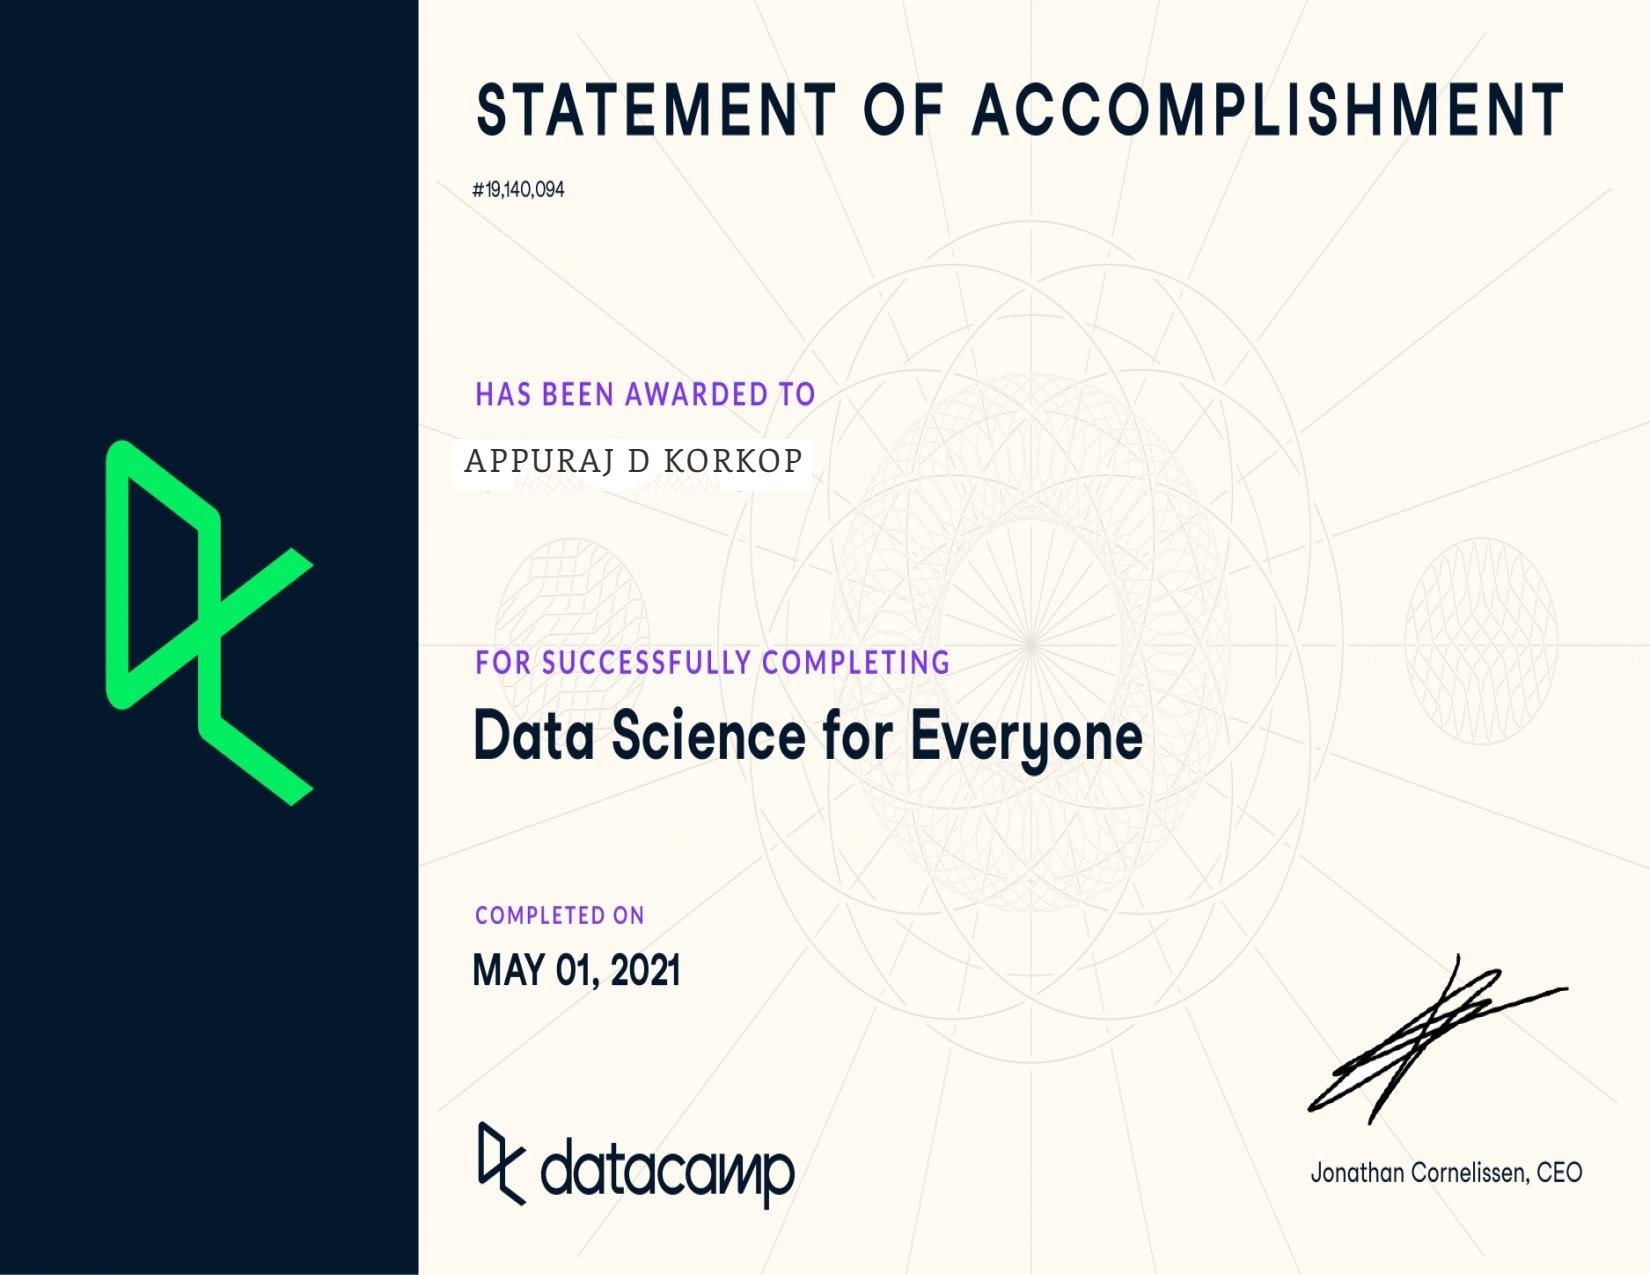 STATEMENT OF ACCOMPLISHMENT
#19,140,094
HAS BEEN AWARDED TO
APPURAJ D KORKOP
FOR SUCCESSFULLY COMPLETING
Data Science for Everyone
COMPLETED ON
MAY 01, 2021
datacamp
Jonathan Cornelissen, CEO